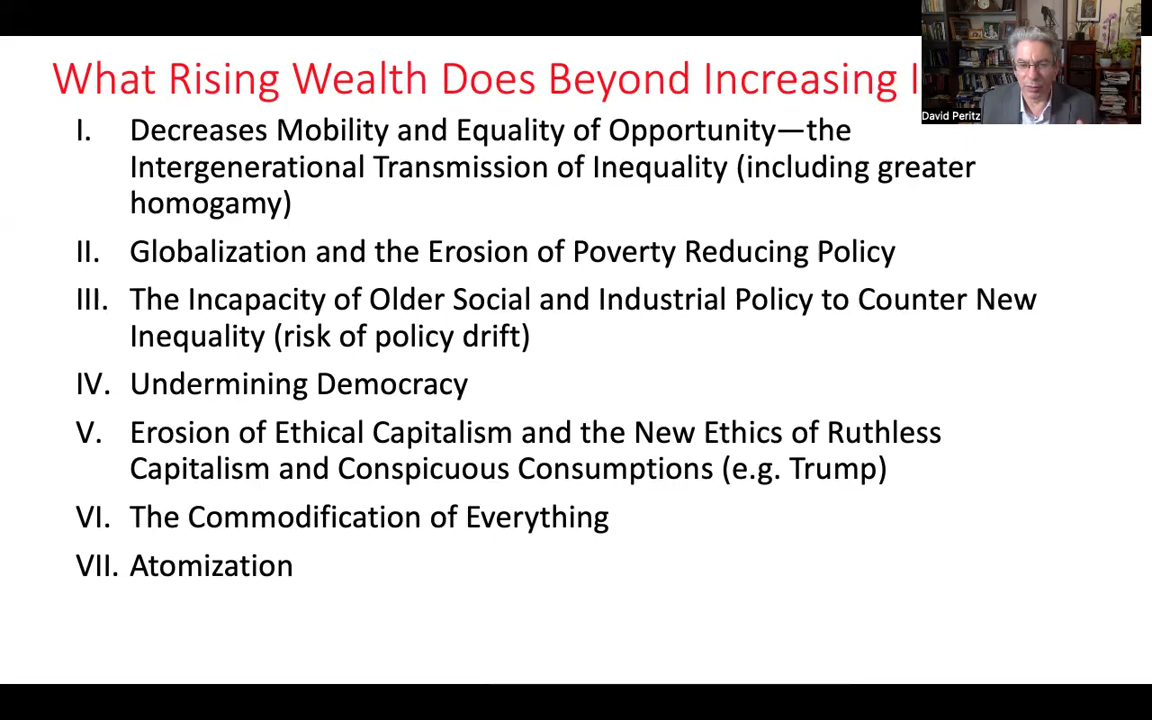 What Rising Wealth Does Beyond Increasing
David Peritz
I. Decreases Mobility and Equality of Opportunity—the
Intergenerational Transmission of Inequality (including greater
homogamy)
II. Globalization and the Erosion of Poverty Reducing Policy
III. The Incapacity of Older Social and Industrial Policy to Counter New
Inequality (risk of policy drift)
IV. Undermining Democracy
V. Erosion of Ethical Capitalism and the New Ethics of Ruthless
Capitalism and Conspicuous Consumptions (e.g. Trump)
VI. The Commodification of Everything
VII. Atomization